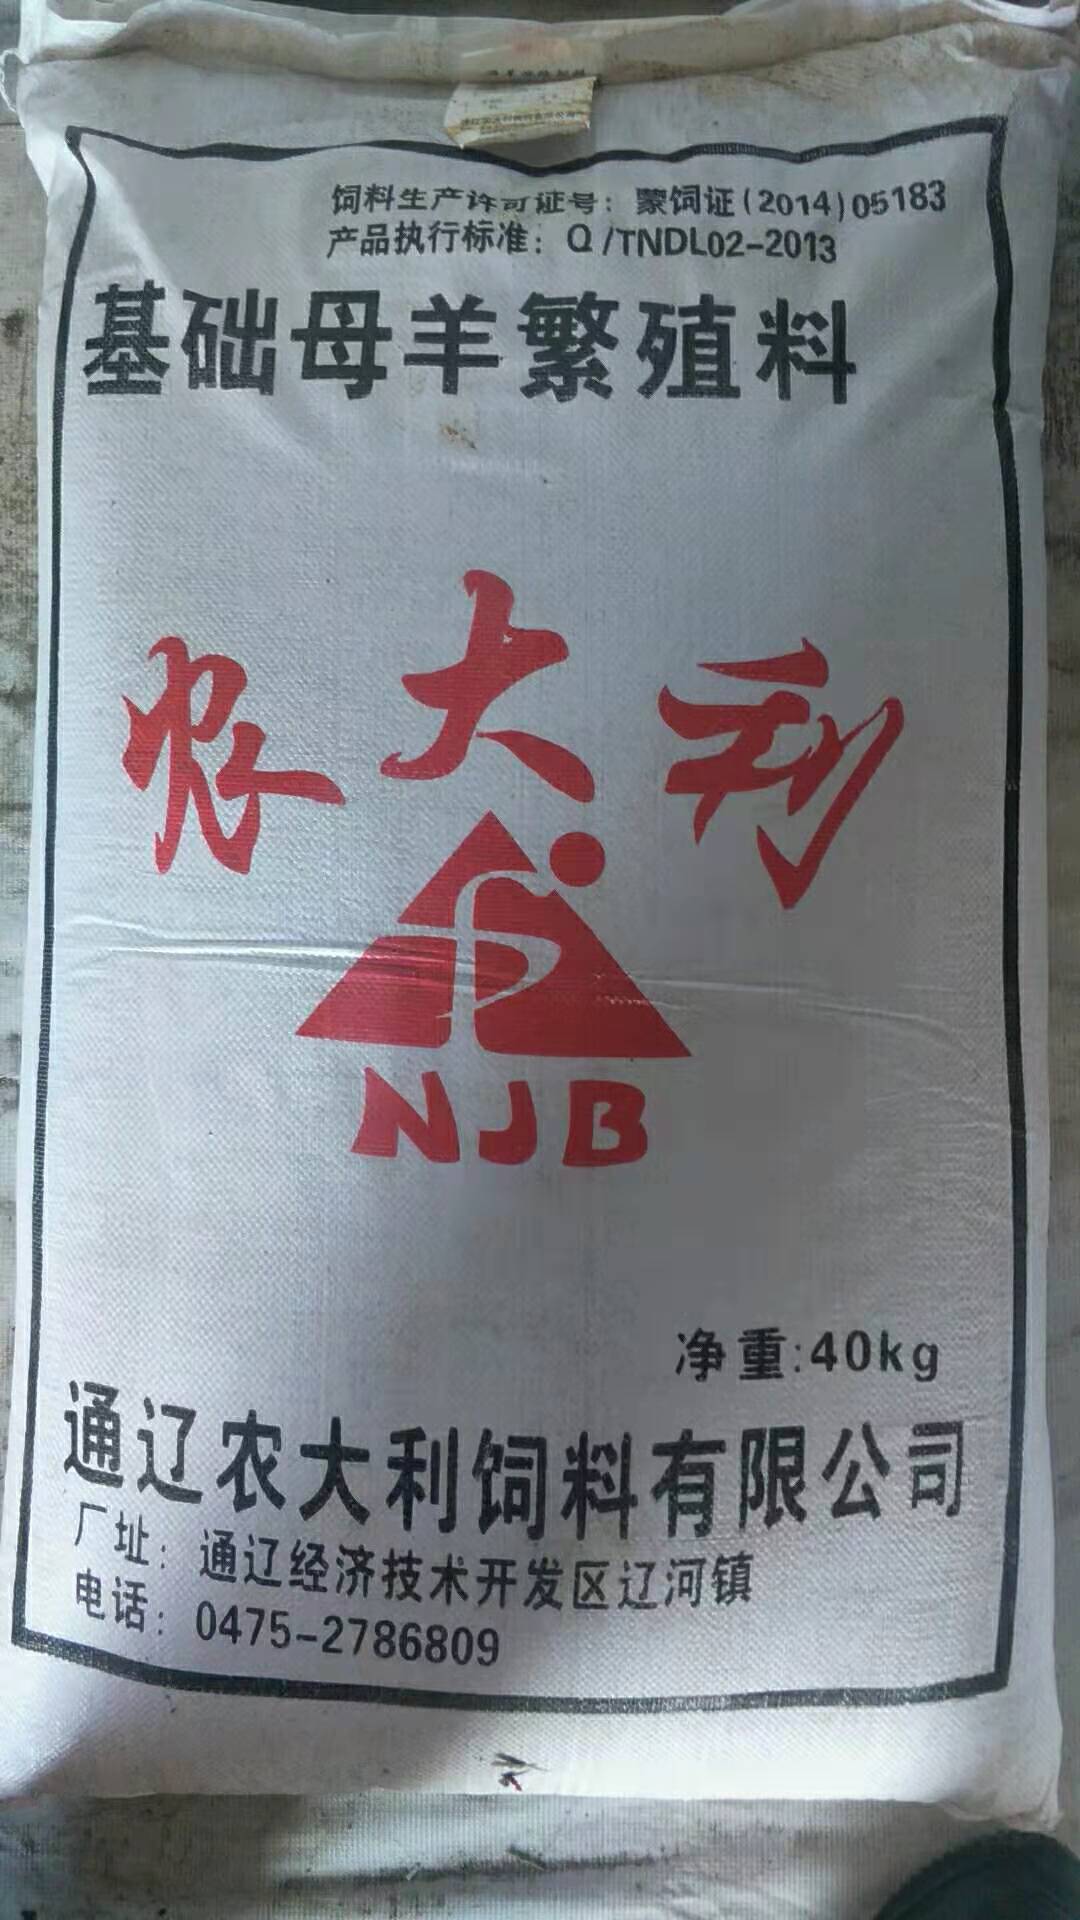 饲料生产许可证号：蒙饲证(2014)05183
产品执行标准：Q/TNDL02-2013
基础母羊繁殖料
农大利
NJB
净重:40kg
通辽农大利饲料有限公司
厂址：通辽经济技术开发区辽河镇
电话：0475-2786809